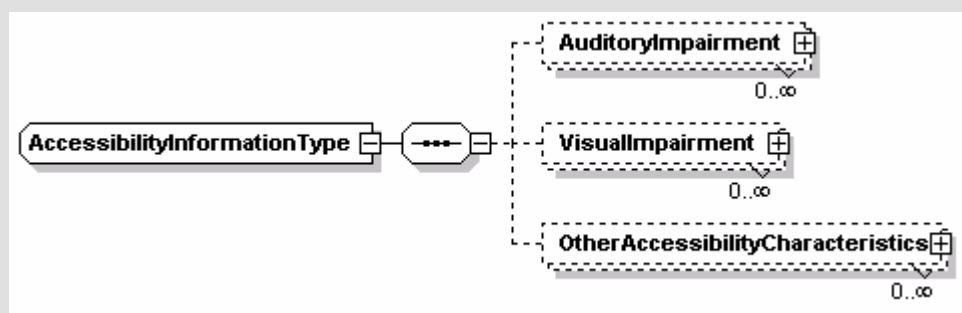 AuditoryImpairment
0..∞
AccessibilityInformationType
VisualImpairment
0..∞
OtherAccessibilityCharacteristics
0..∞